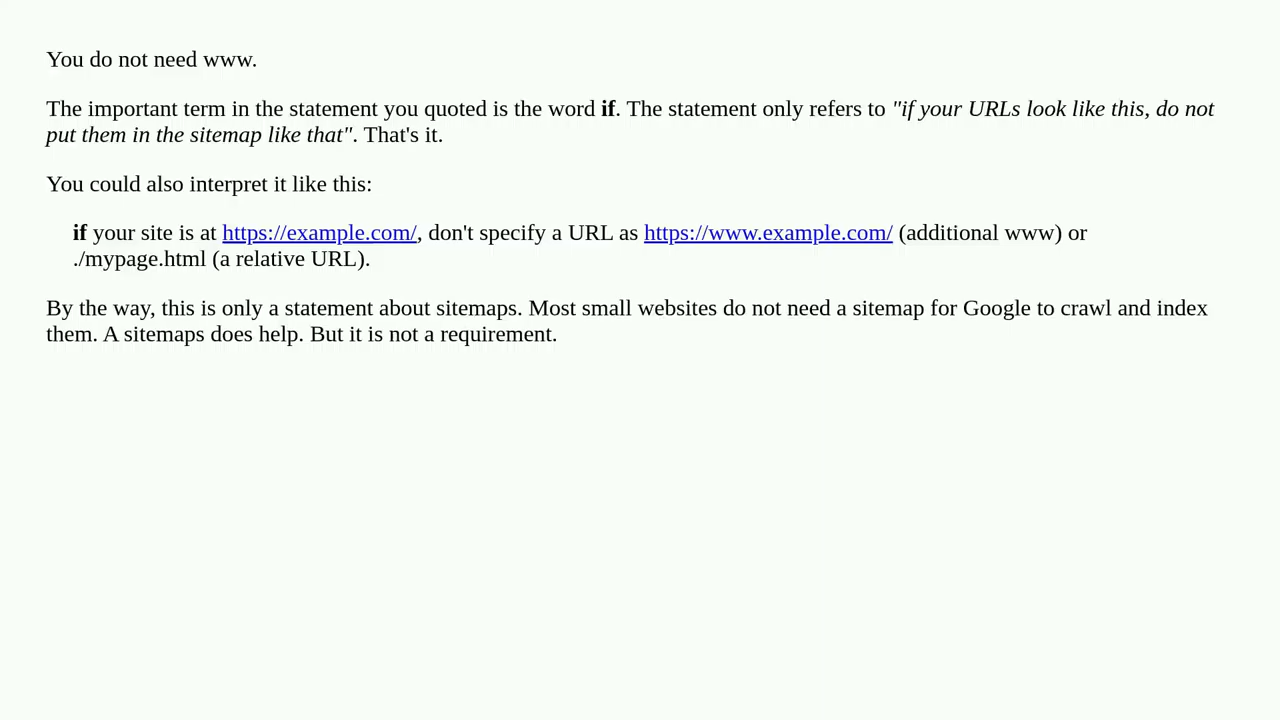 You do not need www.
The important term in the statement you quoted is the word if. The statement only refers to "if your URLs look like this, do not
put them in the sitemap like that". That's it.
You could also interpret it like this:
if your site is at https://example.com/, don't specify a URL as https://www.example.com/ (additional www) or
./mypage.html (a relative URL).
By the way, this is only a statement about sitemaps. Most small websites do not need a sitemap for Google to crawl and index
them. A sitemaps does help. But it is not a requirement.